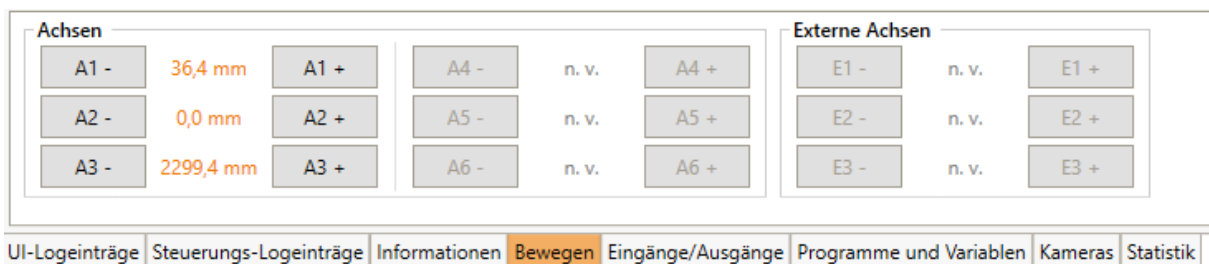 Achsen Externe Achsen
A1 - 36,4 mm A1 + A4 - n. v. A4 + E1 - n. v. E1 +
A2 - 0,0 mm A2 + A5 - n. v. A5 + E2 - n. v. E2 +
A3 - 2299,4 mm A3 + A6 - n. v. A6 + E3 - n. v. E3 +
UI-Logeinträge Steuerungs-Logeinträge Informationen Bewegen Eingänge/Ausgänge Programme und Variablen Kameras Statistik